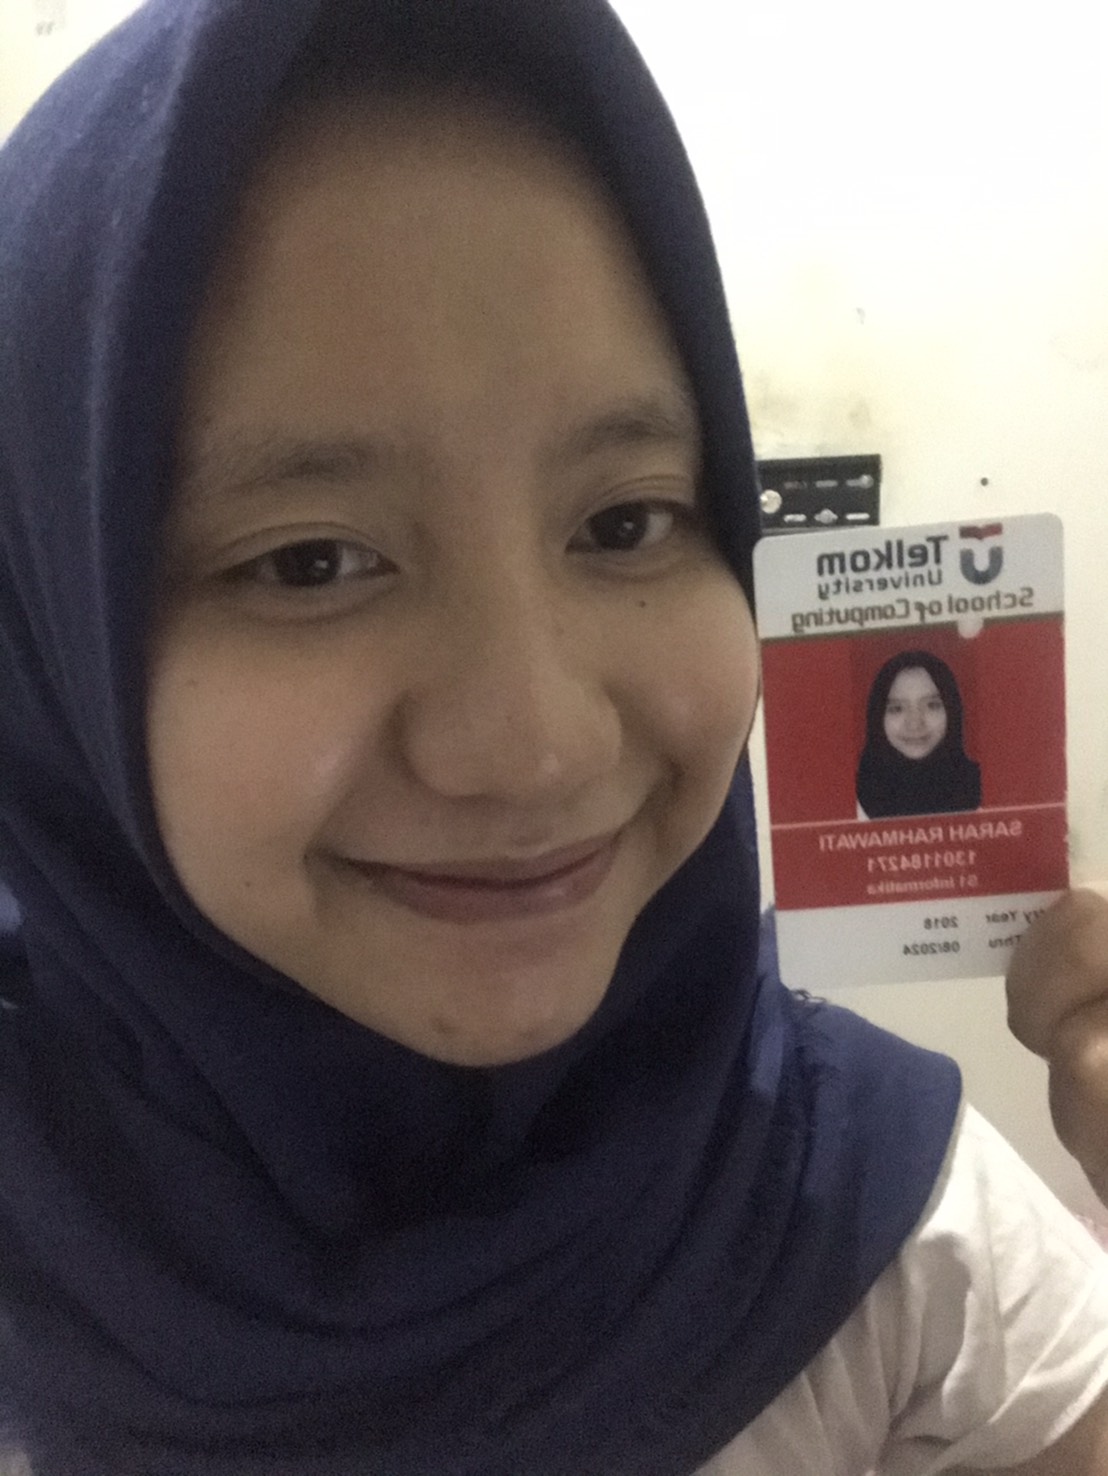 Telkom
University
School of Computing
SARAH RAHMAWATI
1301184271
S1 Informatika
Year 2018
Thru 08/2024